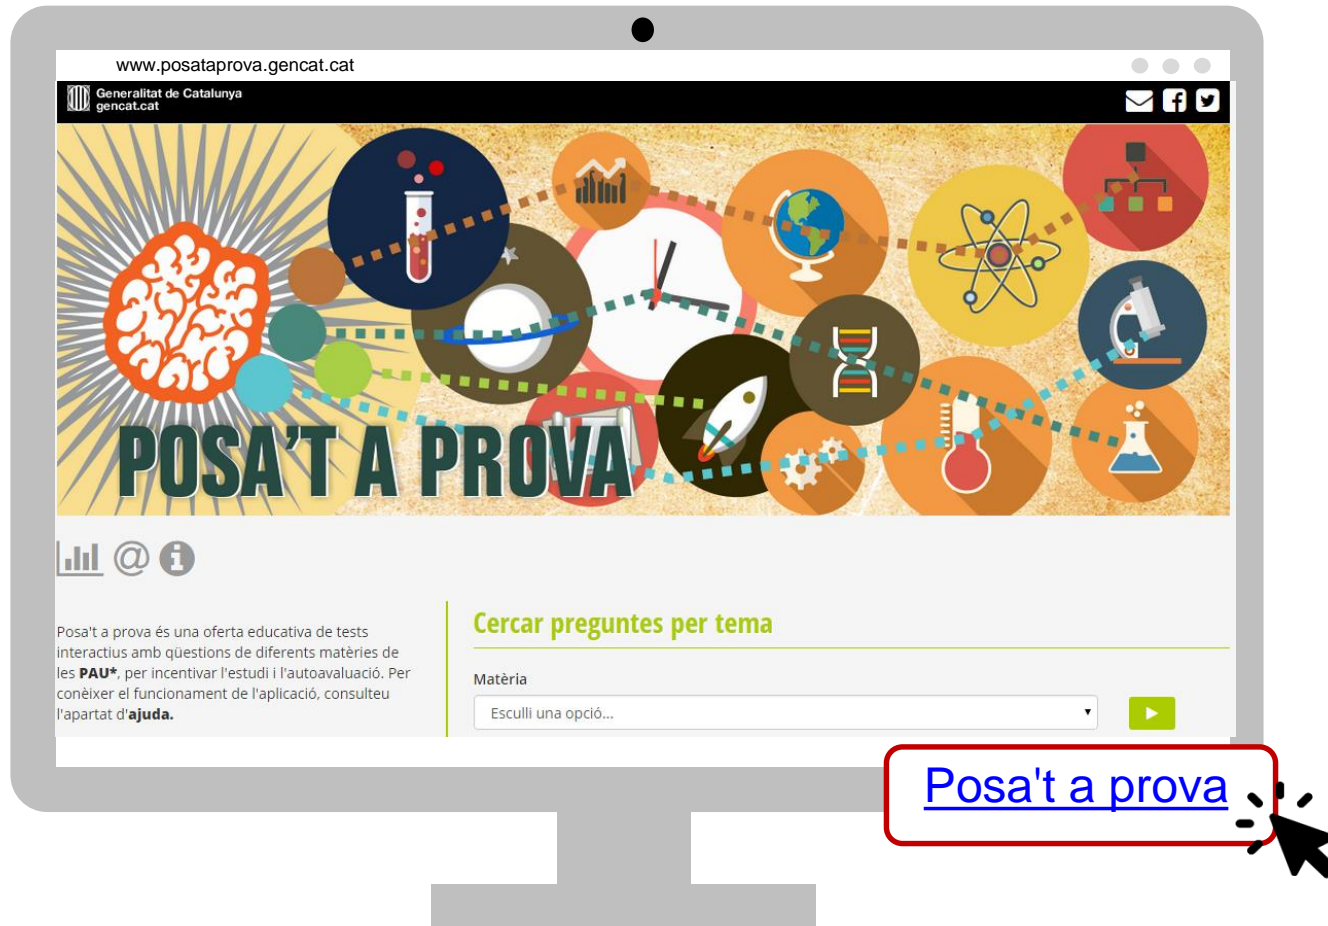 www.posataprova.gencat.cat
Generalitat de Catalunya
gencat.cat
POSA'T A PROVA
Posa't a prova és una oferta educativa de tests
interactius amb qüestions de diferents matèries de
les PAU*, per incentivar l'estudi i l'autoavaluació. Per
conèixer el funcionament de l'aplicació, consulteu
l'apartat d'ajuda.
Cercar preguntes per tema
Matèria
Esculli una opció...
Posa't a prova